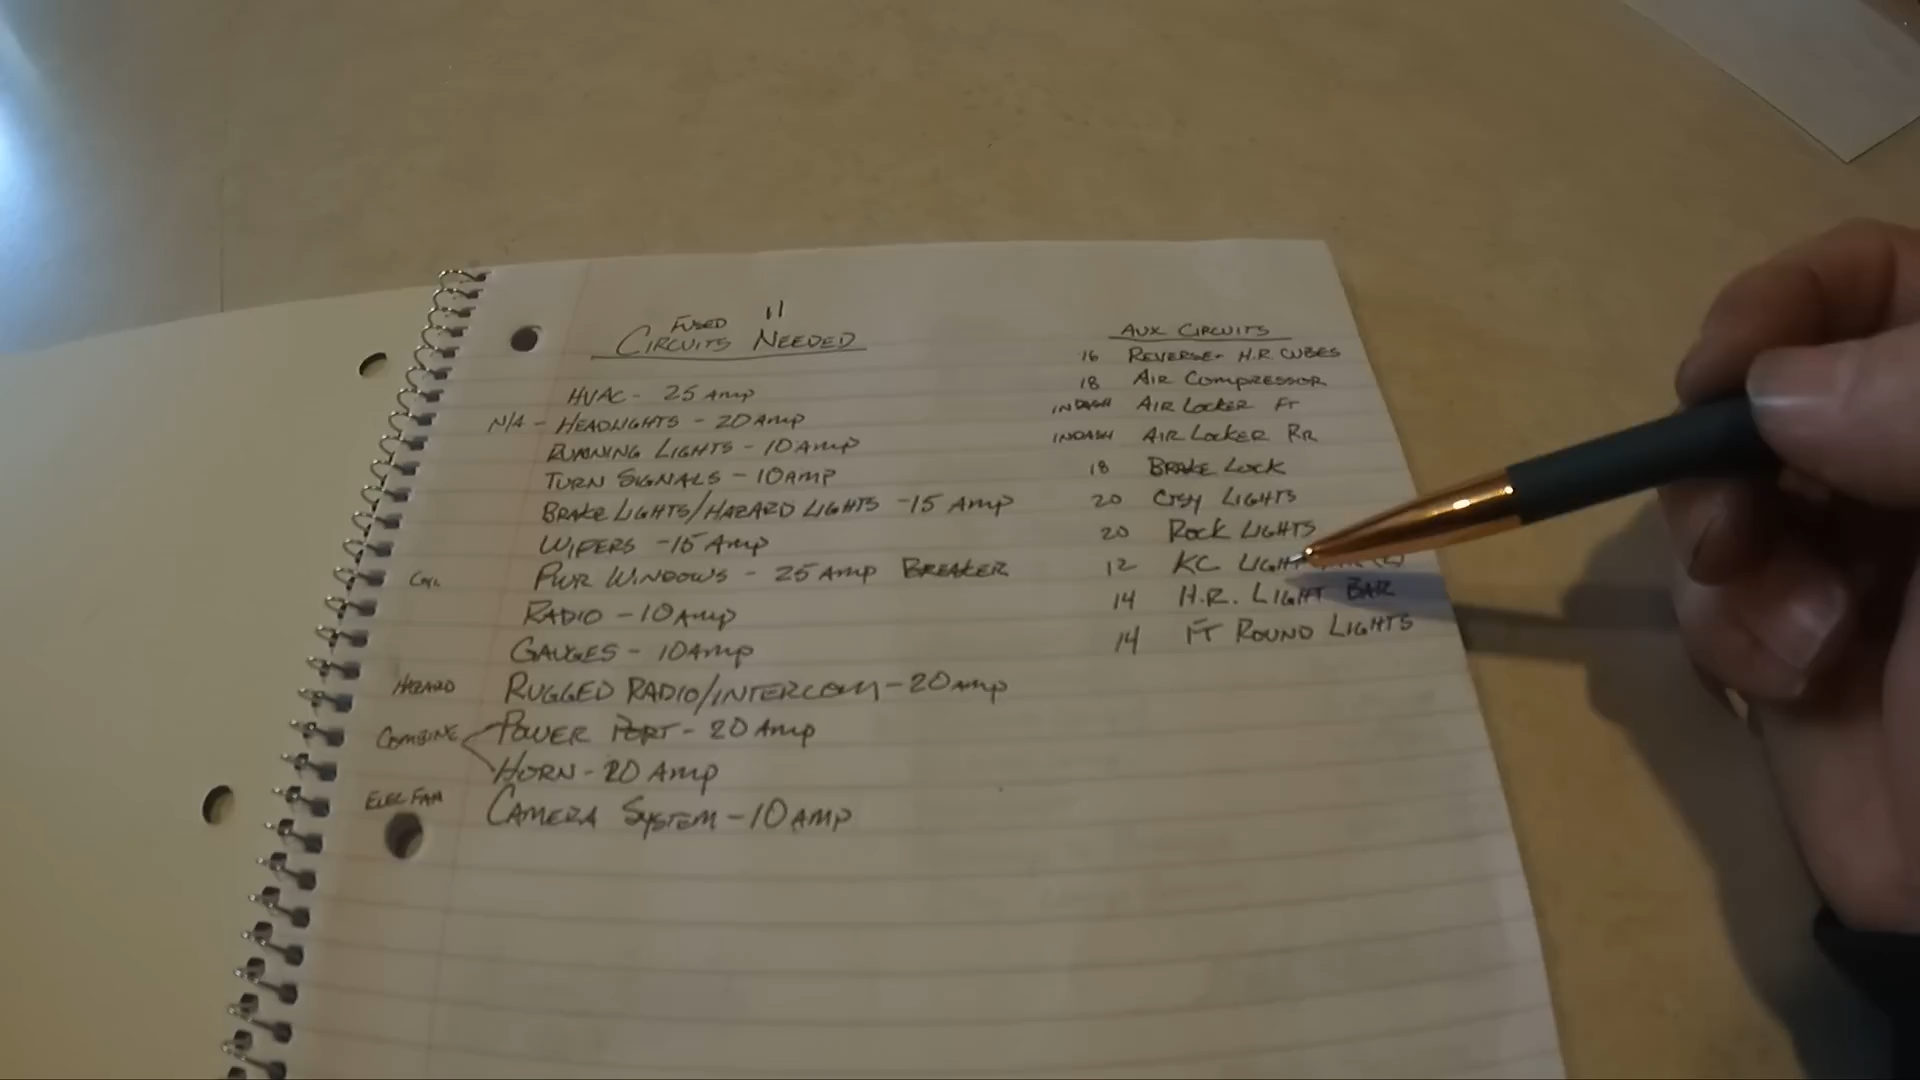 FUSED 11
CIRCUITS NEEDED
HVAC - 25 AMP
N/A - HEADLIGHTS - 20 AMP
RUNNING LIGHTS - 10 AMP
TURN SIGNALS - 10 AMP
BRAKE LIGHTS/HAZARD LIGHTS - 15 AMP
WIPERS - 15 AMP
PWR WINDOWS - 25 AMP BREAKER
RADIO - 10 AMP
GAUGES - 10 AMP
HAZARD RUGGED RADIO/INTERCOM - 20 AMP
COMBINE POWER PORT - 20 AMP
HORN - 20 AMP
ELEC FAN CAMERA SYSTEM - 10 AMP
AUX CIRCUITS
16 REVERSE - H.R CUBES
18 AIR COMPRESSOR
INDASH AIR LOCKER FT
INDASH AIR LOCKER RR
18 BRAKE LOCK
20 LIGHTS
20 ROCK LIGHTS
12 KC LIGHT
14 H.R. LIGHT BAR
14 FT ROUND LIGHTS